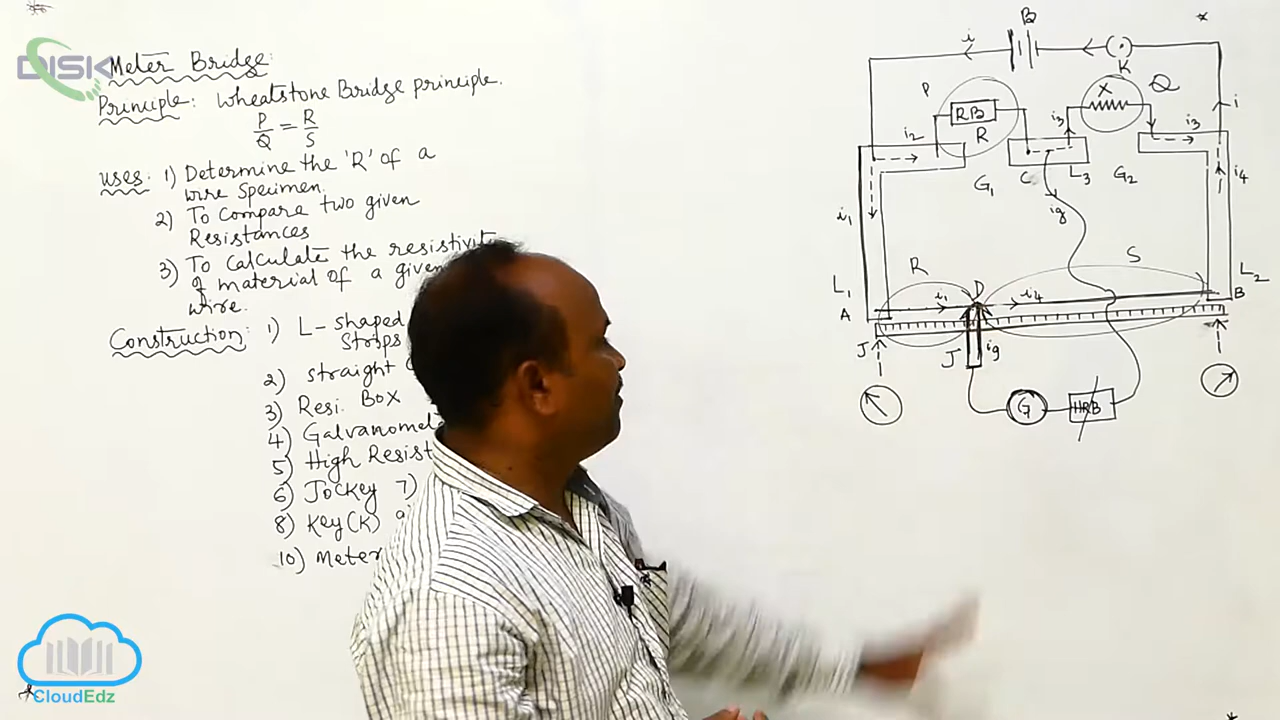 DISK
Meter Bridge:
Principle: Wheatstone Bridge principle.
P/Q = R/S
uses: 1) Determine the 'R' of a
wire specimen.
2) To compare two given
Resistances
3) To calculate the resistivity
of material of a given
wire.
Construction: 1) L-shaped
Strips
2) straight
3) Resi. Box
4) Galvanomet
5) High Resist
6) Jockey 7)
8) Key(K)
10) Meter
CloudEdz
B
i
K
P
RB
R
X
Q
i2
i3
i3
i
G1
C
L3
G2
i4
i1
ig
R
S
L1
L2
A
i1
D
i4
B
J
J
ig
G
HRB